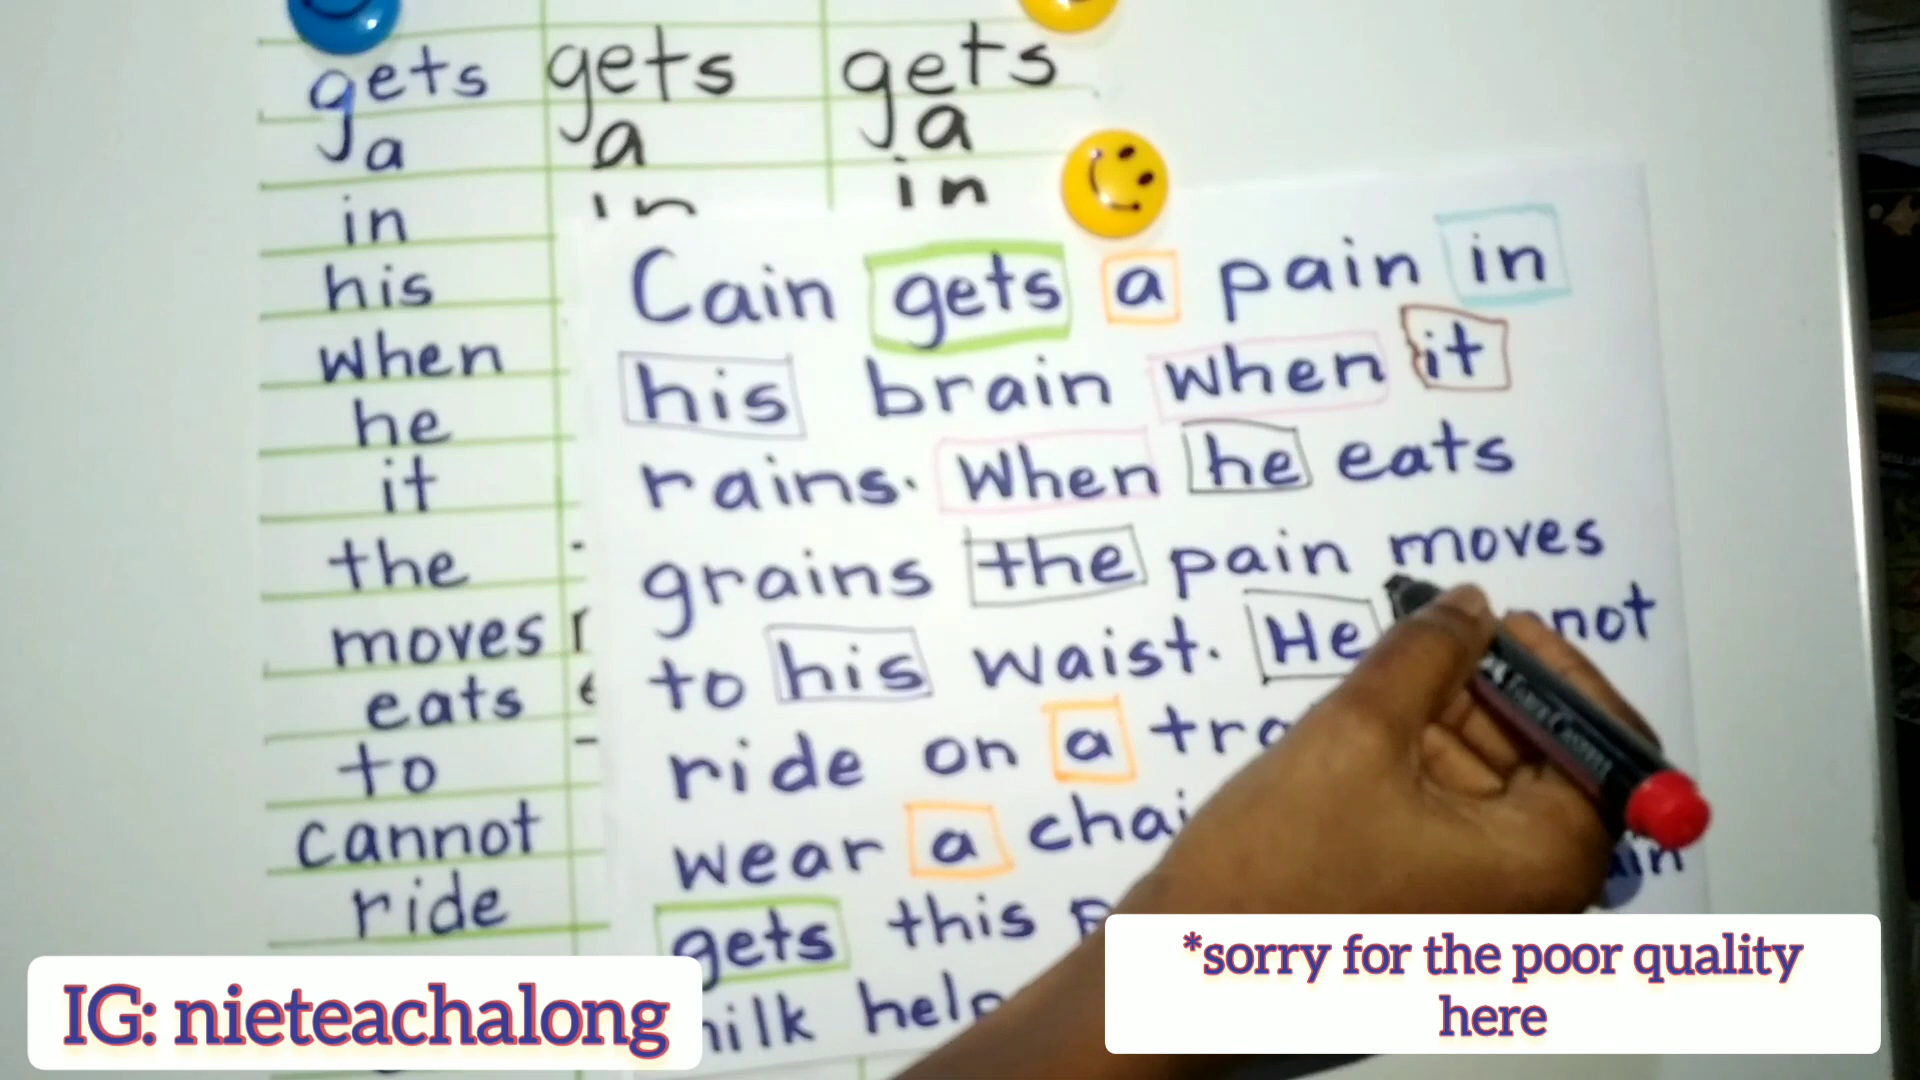 gets gets gets
a a a
in in in
his
when
he
it
the
moves
eats
to
cannot
ride
Cain gets a pain in
his brain when it
rains. When he eats
grains the pain moves
to his waist. He
ride on a
wear a
gets this
IG: nieteachalong
*sorry for the poor quality
here